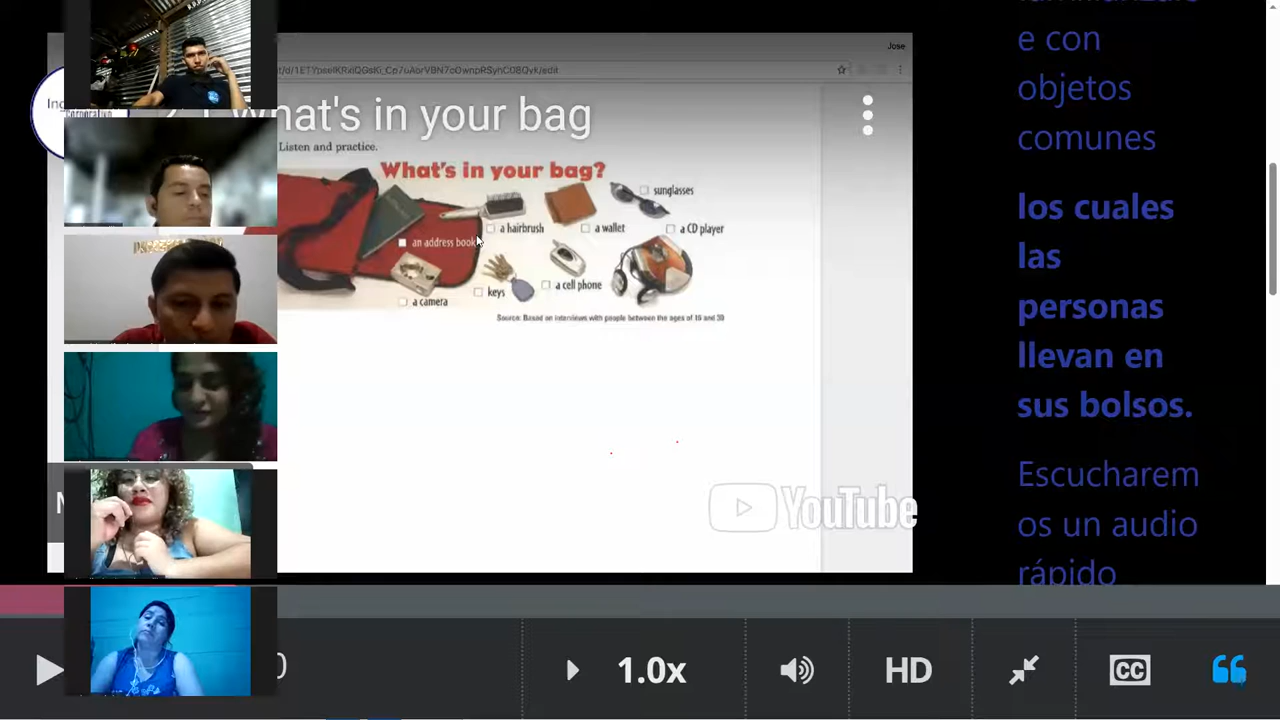 Jose
What's in your bag
Listen and practice.
What's in your bag?
sunglasses
a hairbrush
a wallet
a CD player
an address book
a camera
keys
a cell phone
Source: Based on interviews with people between the ages of 16 and 30
YouTube
1.0x
HD
CC
e con
objetos
comunes
los cuales
las
personas
llevan en
sus bolsos.
Escucharem
os un audio
rápido